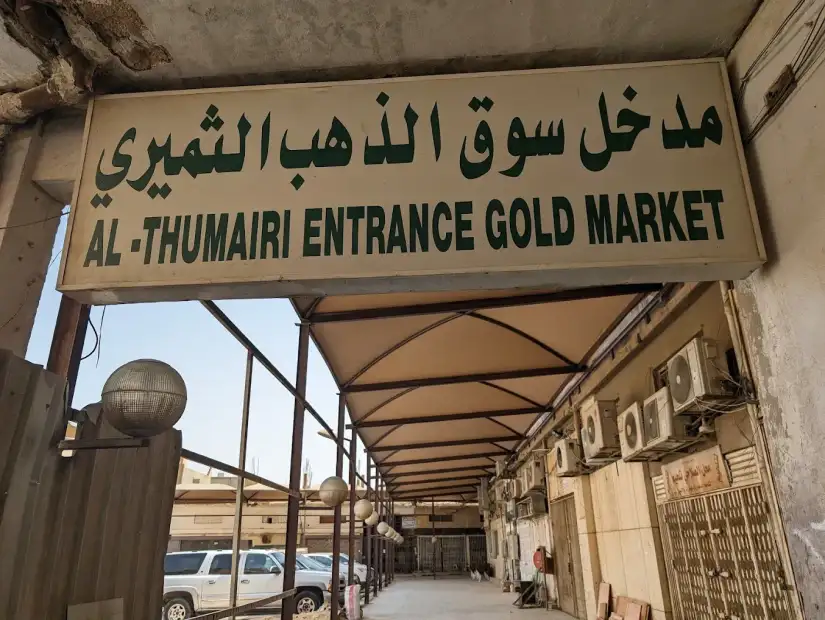 مدخل سوق الذهب الثميري
AL -THUMAIRI ENTRANCE GOLD MARKET